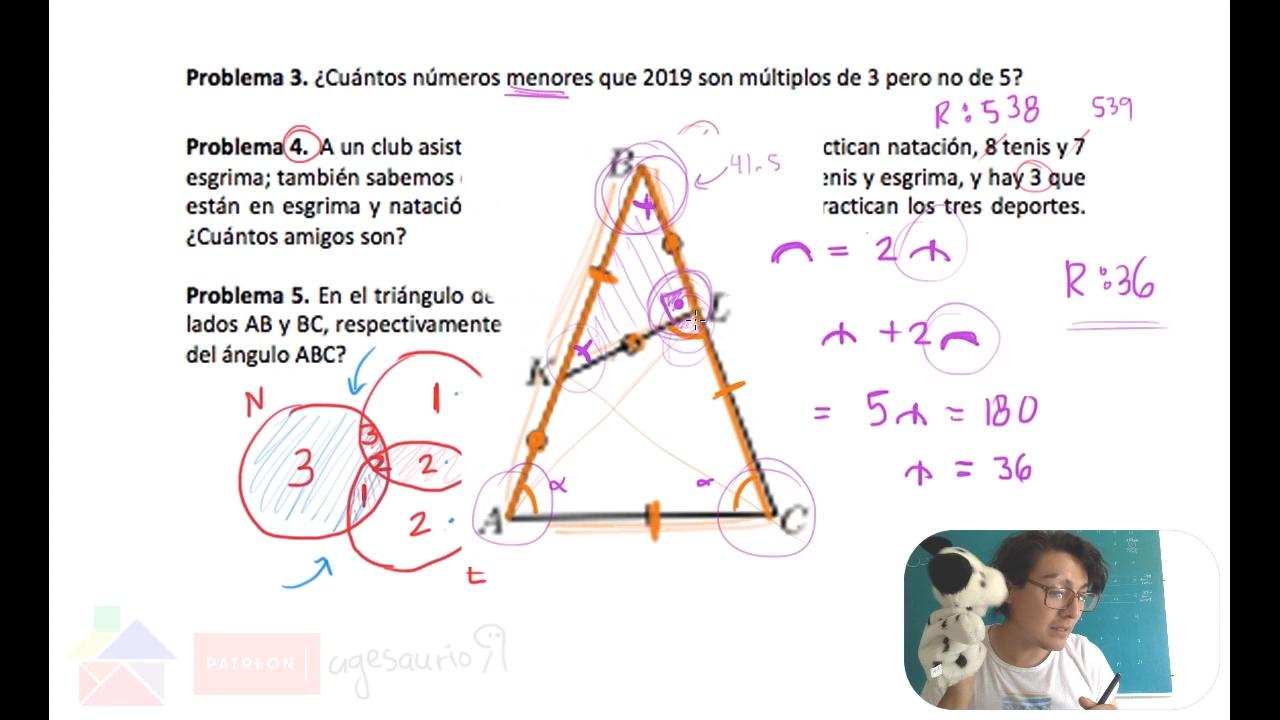 Problema 3. ¿Cuántos números menores que 2019 son múltiplos de 3 pero no de 5?
R:538 539
Problema 4. A un club asist
ctican natación, 8 tenis y 7
esgrima; también sabemos
enis y esgrima, y hay 3 que
están en esgrima y natació
ractican los tres deportes.
¿Cuántos amigos son?
Problema 5. En el triángulo de
lados AB y BC, respectivamente
del ángulo ABC?
B
41.5
L
K
A
C
α
α
x
= 2
+2
= 5 = 180
= 36
R:36
N
1
3
3
2
2
1
2
t
PATREON
agesaurio